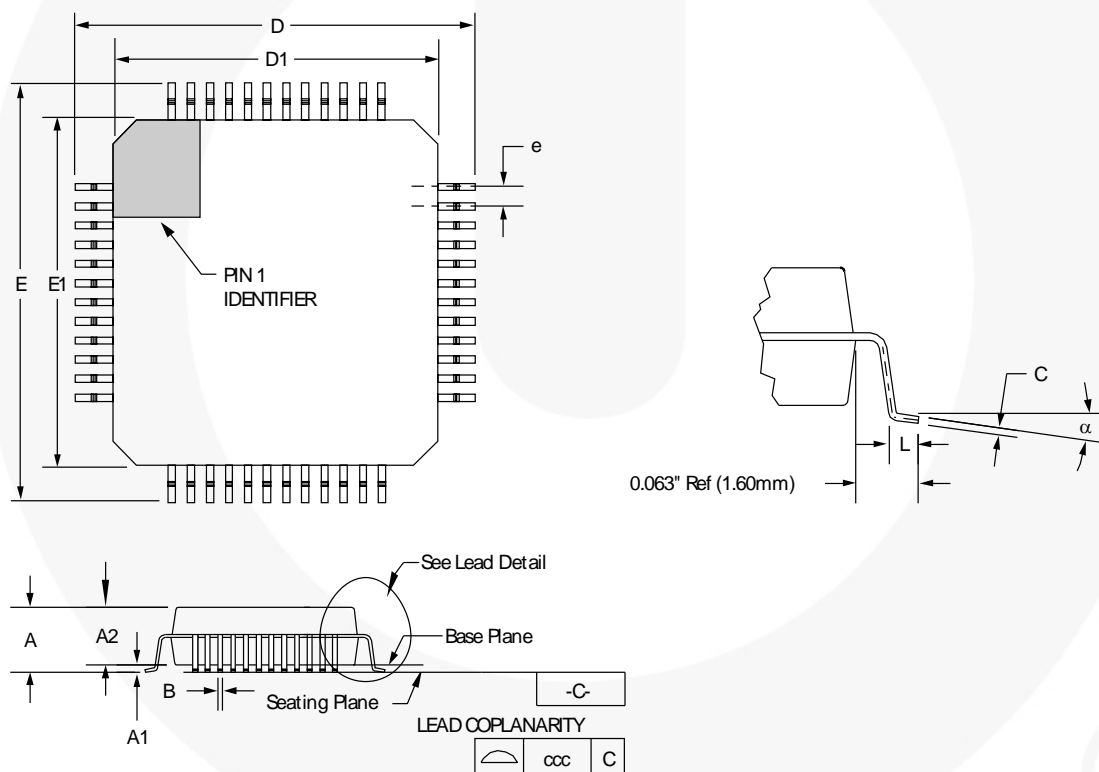 D
D1
e
E
E1
PIN 1
IDENTIFIER
C
α
L
0.063" Ref (1.60mm)
See Lead Detail
A
A2
Base Plane
B
Seating Plane
-C-
A1
LEAD COPLANARITY
ccc
C